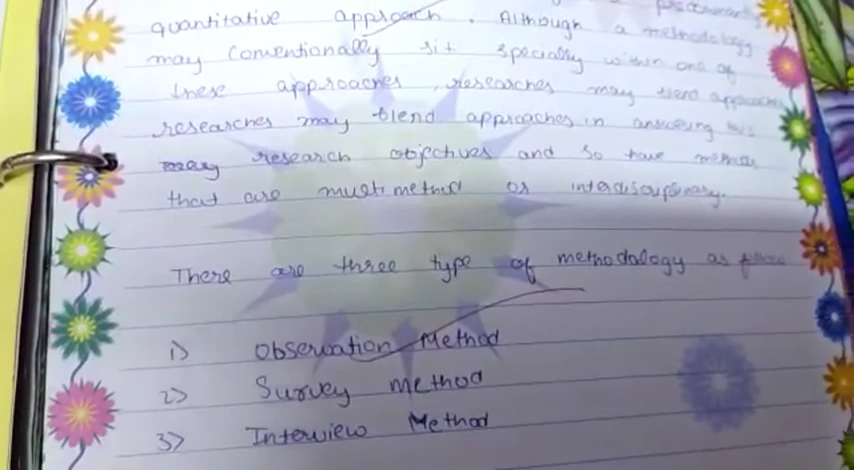 quantitative approach. Although a methodology
may conventionally sit specially within one of
these approaches, researches may blend approaches
researches may blend approaches in answering
research objectives and so have
that are multimethod or interdisciplinary.
There are three type of methodology as
1) Observation Method
2) Survey method
3) Interview Method